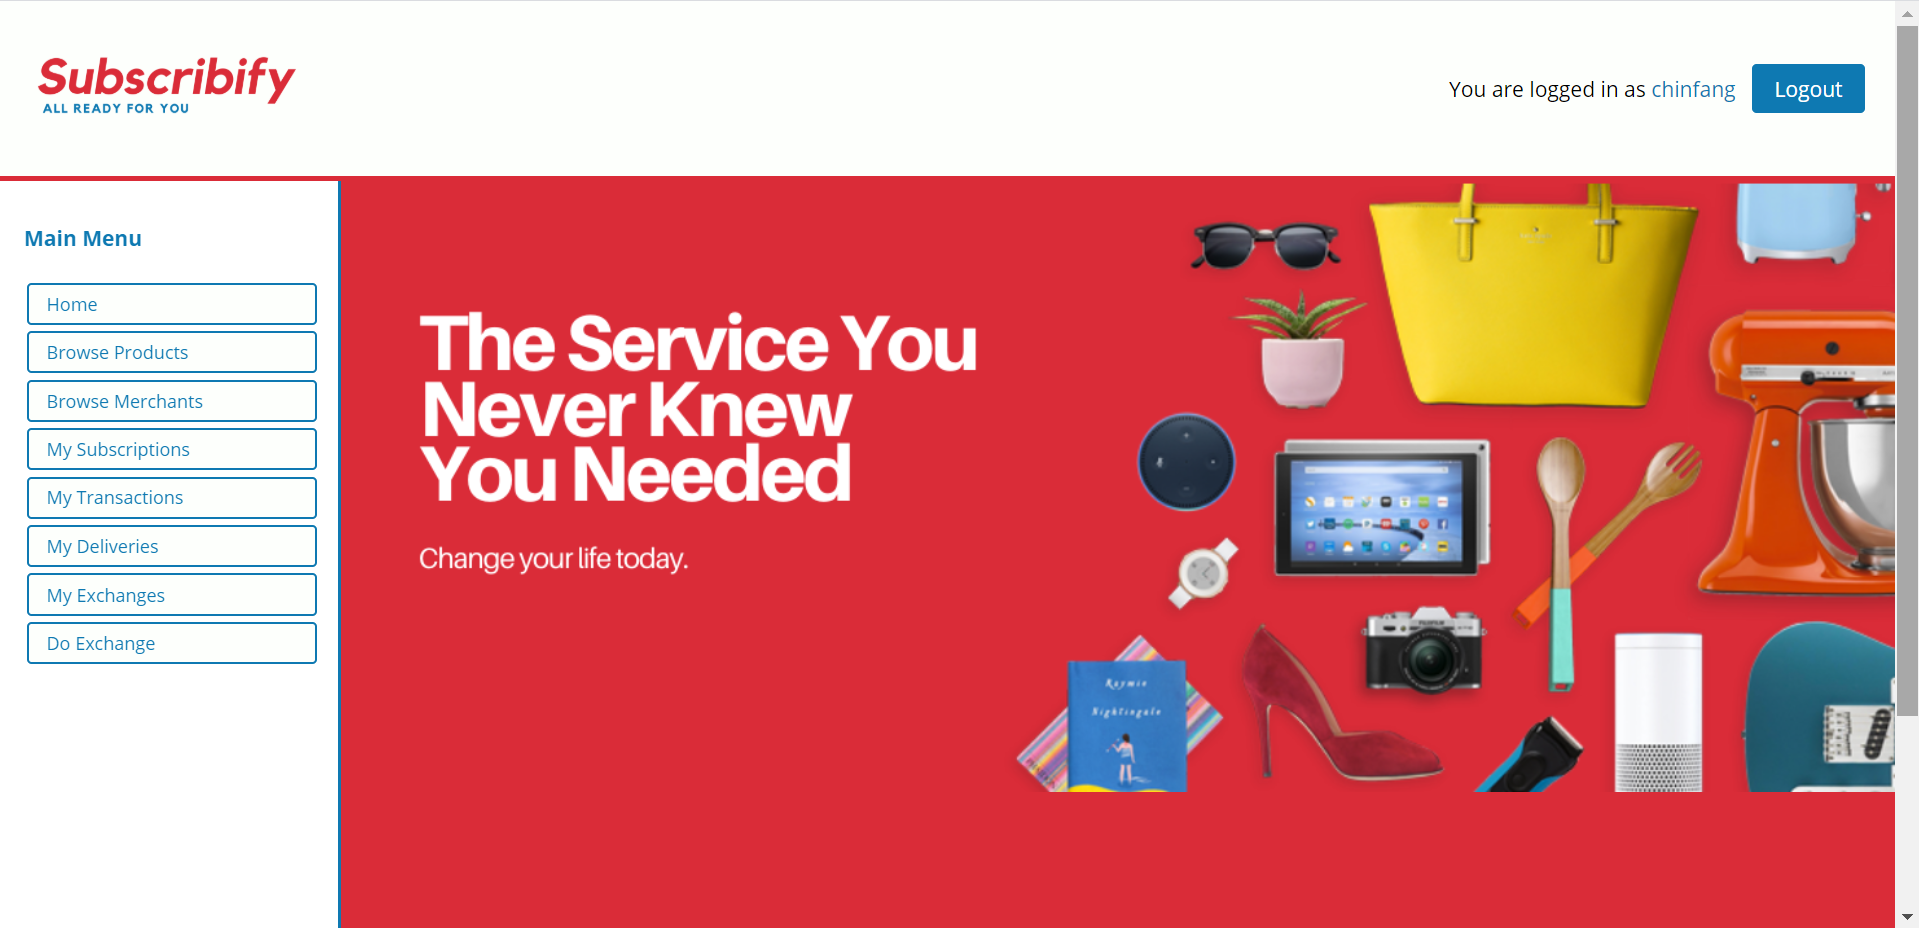 Subscribify
ALL READY FOR YOU
You are logged in as chinfang
Logout
Main Menu
Home
Browse Products
Browse Merchants
My Subscriptions
My Transactions
My Deliveries
My Exchanges
Do Exchange
The Service You
Never Knew
You Needed
Change your life today.
Raymie
Nightingale
FUJIFILM